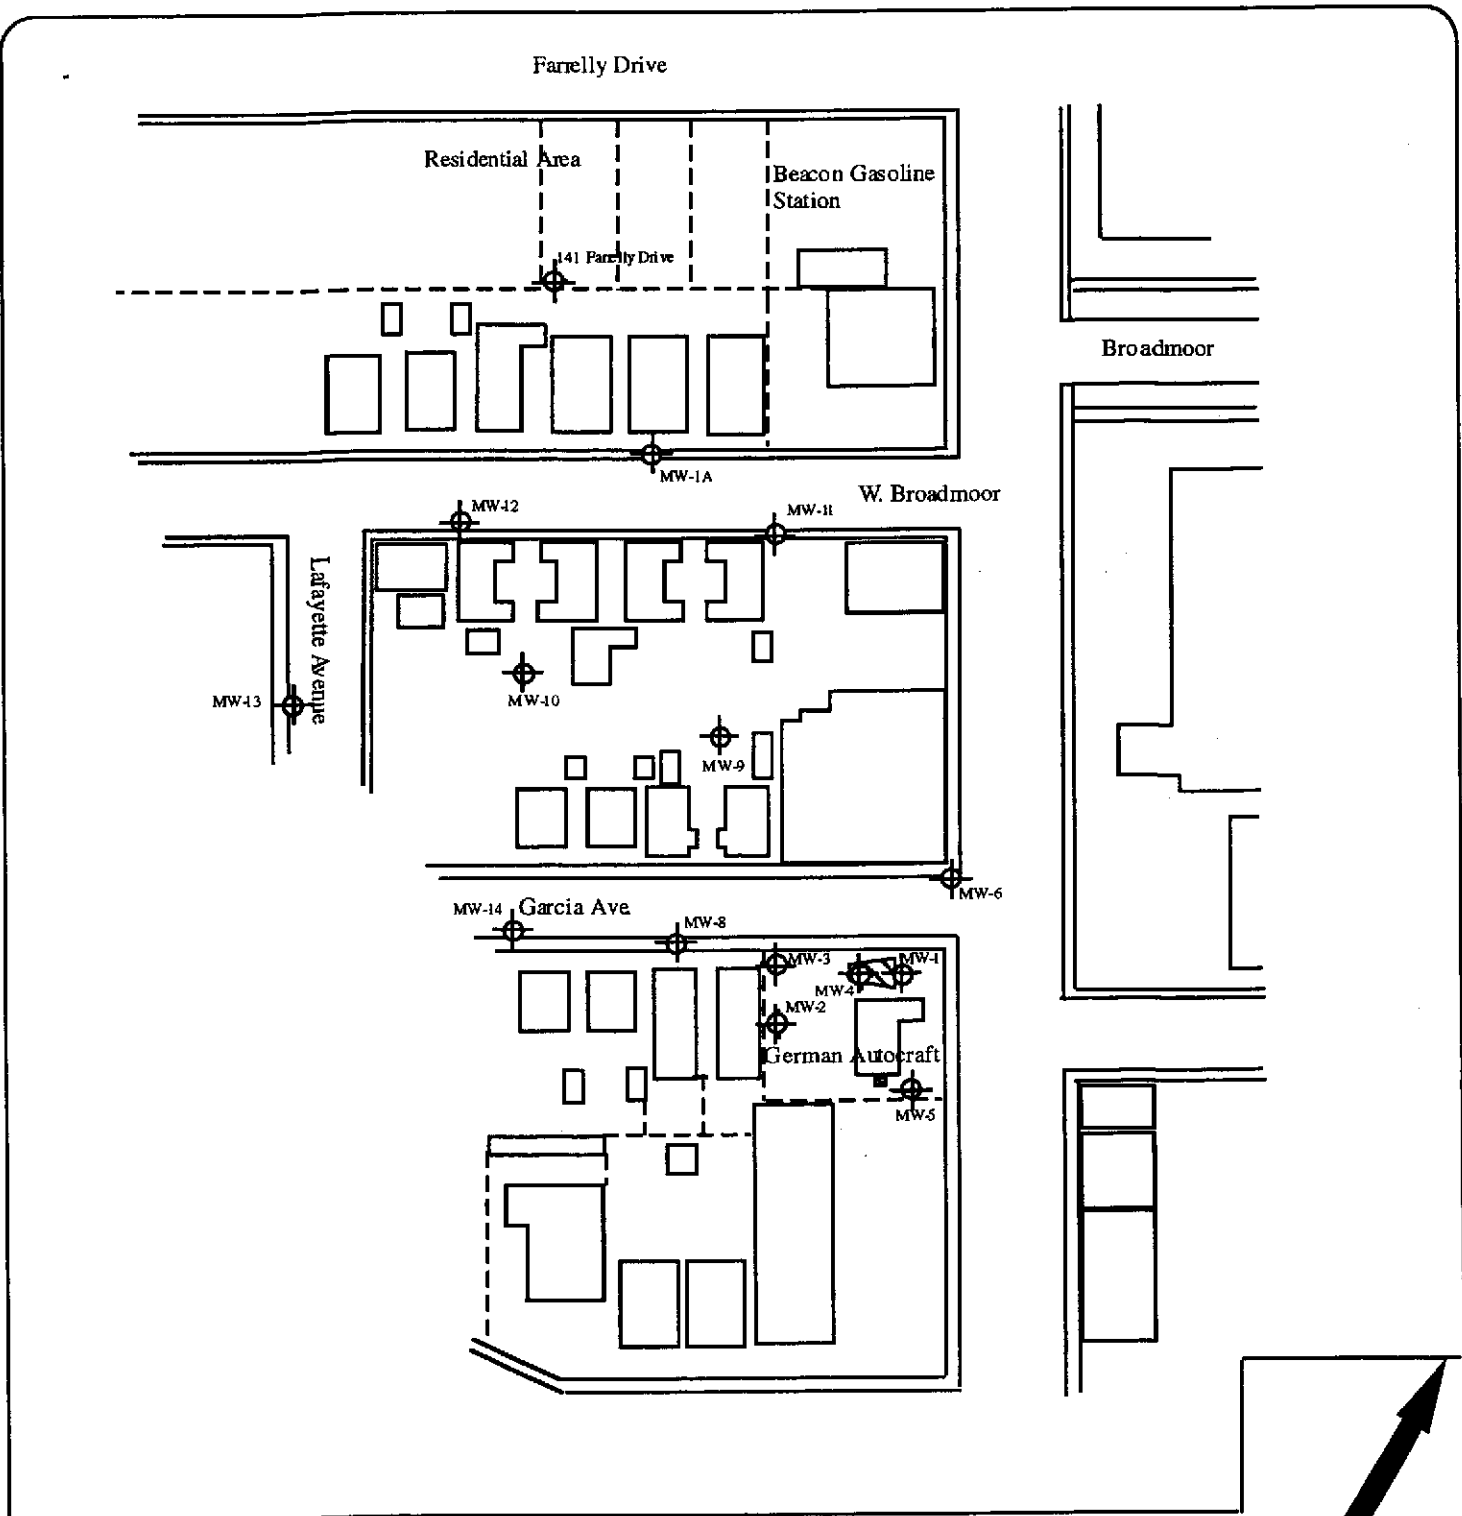 Farrelly Drive
Residential Area
Beacon Gasoline
Station
141 Farrelly Drive
Broadmoor
MW-1A
W. Broadmoor
MW-12
MW-11
Lafayette Avenue
MW-13
MW-10
MW-9
MW-6
MW-14
Garcia Ave
MW-8
MW-3
MW-1
MW-4
MW-2
German Autocraft
MW-5